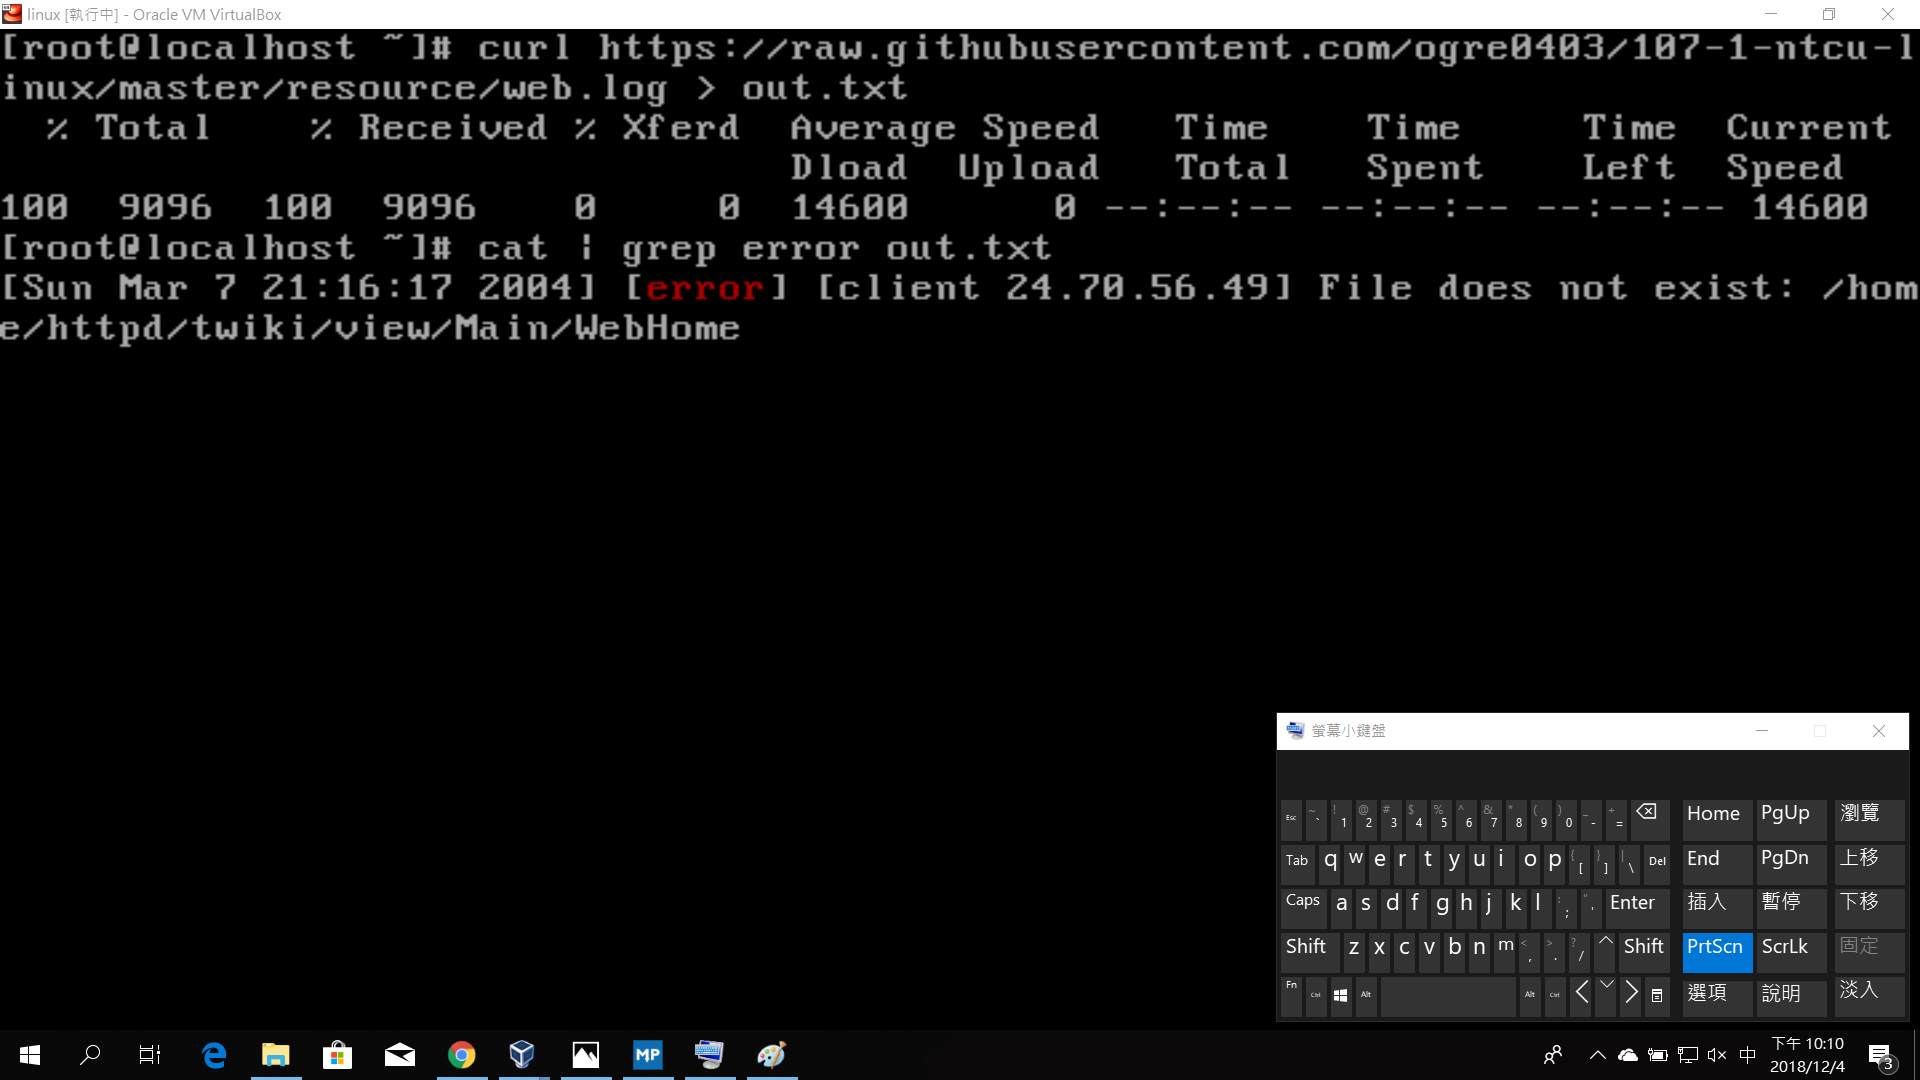 linux [執行中] - Oracle VM VirtualBox
[root@localhost ~]# curl https://raw.githubusercontent.com/ogre0403/107-1-ntcu-l
inux/master/resource/web.log > out.txt
% Total % Received % Xferd Average Speed Time Time Time Current
Dload Upload Total Spent Left Speed
100 9096 100 9096 0 0 14600 0 --:--:-- --:--:-- --:--:-- 14600
[root@localhost ~]# cat | grep error out.txt
[Sun Mar 7 21:16:17 2004] [error] [client 24.70.56.49] File does not exist: /hom
e/httpd/twiki/view/Main/WebHome
螢幕小鍵盤
Esc ~ ` ! 1 @ 2 # 3 $ 4 % 5 ^ 6 & 7 * 8 ( 9 ) 0 _ - + = Home PgUp 瀏覽
Tab q w e r t y u i o p { [ } ] | \ Del End PgDn 上移
Caps a s d f g h j k l : ; " ' Enter 插入 暫停 下移
Shift z x c v b n m < , > . ? / Shift PrtScn ScrLk 固定
Fn Ctrl Alt Alt Ctrl 選項 說明 淡入
MP
中
下午 10:10
2018/12/4
3